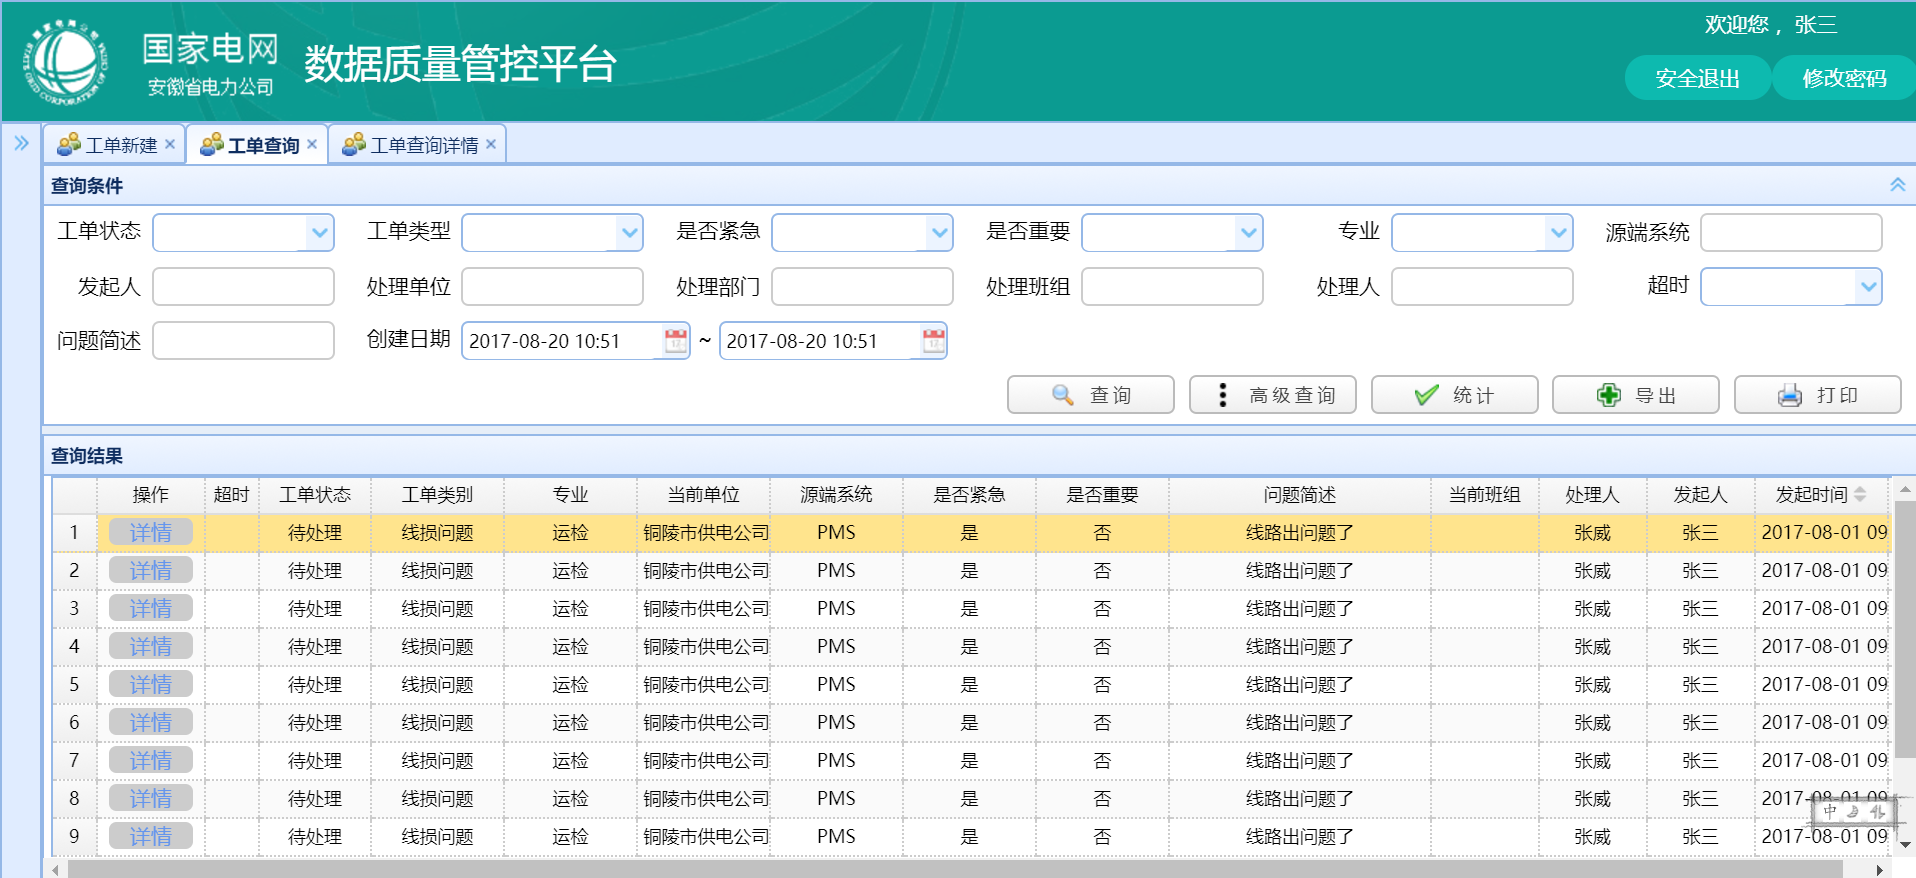 欢迎您，张三
国家电网
安徽省电力公司
数据质量管控平台
安全退出 修改密码
工单新建 工单查询 工单查询详情
查询条件
工单状态 工单类型 是否紧急 是否重要 专业 源端系统
发起人 处理单位 处理部门 处理班组 处理人 超时
问题简述 创建日期 2017-08-20 10:51 ~ 2017-08-20 10:51
查询 高级查询 统计 导出 打印
查询结果
操作 超时 工单状态 工单类别 专业 当前单位 源端系统 是否紧急 是否重要 问题简述 当前班组 处理人 发起人 发起时间
1 详情 待处理 线损问题 运检 铜陵市供电公司 PMS 是 否 线路出问题了 张威 张三 2017-08-01 09
2 详情 待处理 线损问题 运检 铜陵市供电公司 PMS 是 否 线路出问题了 张威 张三 2017-08-01 09
3 详情 待处理 线损问题 运检 铜陵市供电公司 PMS 是 否 线路出问题了 张威 张三 2017-08-01 09
4 详情 待处理 线损问题 运检 铜陵市供电公司 PMS 是 否 线路出问题了 张威 张三 2017-08-01 09
5 详情 待处理 线损问题 运检 铜陵市供电公司 PMS 是 否 线路出问题了 张威 张三 2017-08-01 09
6 详情 待处理 线损问题 运检 铜陵市供电公司 PMS 是 否 线路出问题了 张威 张三 2017-08-01 09
7 详情 待处理 线损问题 运检 铜陵市供电公司 PMS 是 否 线路出问题了 张威 张三 2017-08-01 09
8 详情 待处理 线损问题 运检 铜陵市供电公司 PMS 是 否 线路出问题了 张威 张三 2017-08-01 09
中
9 详情 待处理 线损问题 运检 铜陵市供电公司 PMS 是 否 线路出问题了 张威 张三 2017-08-01 09